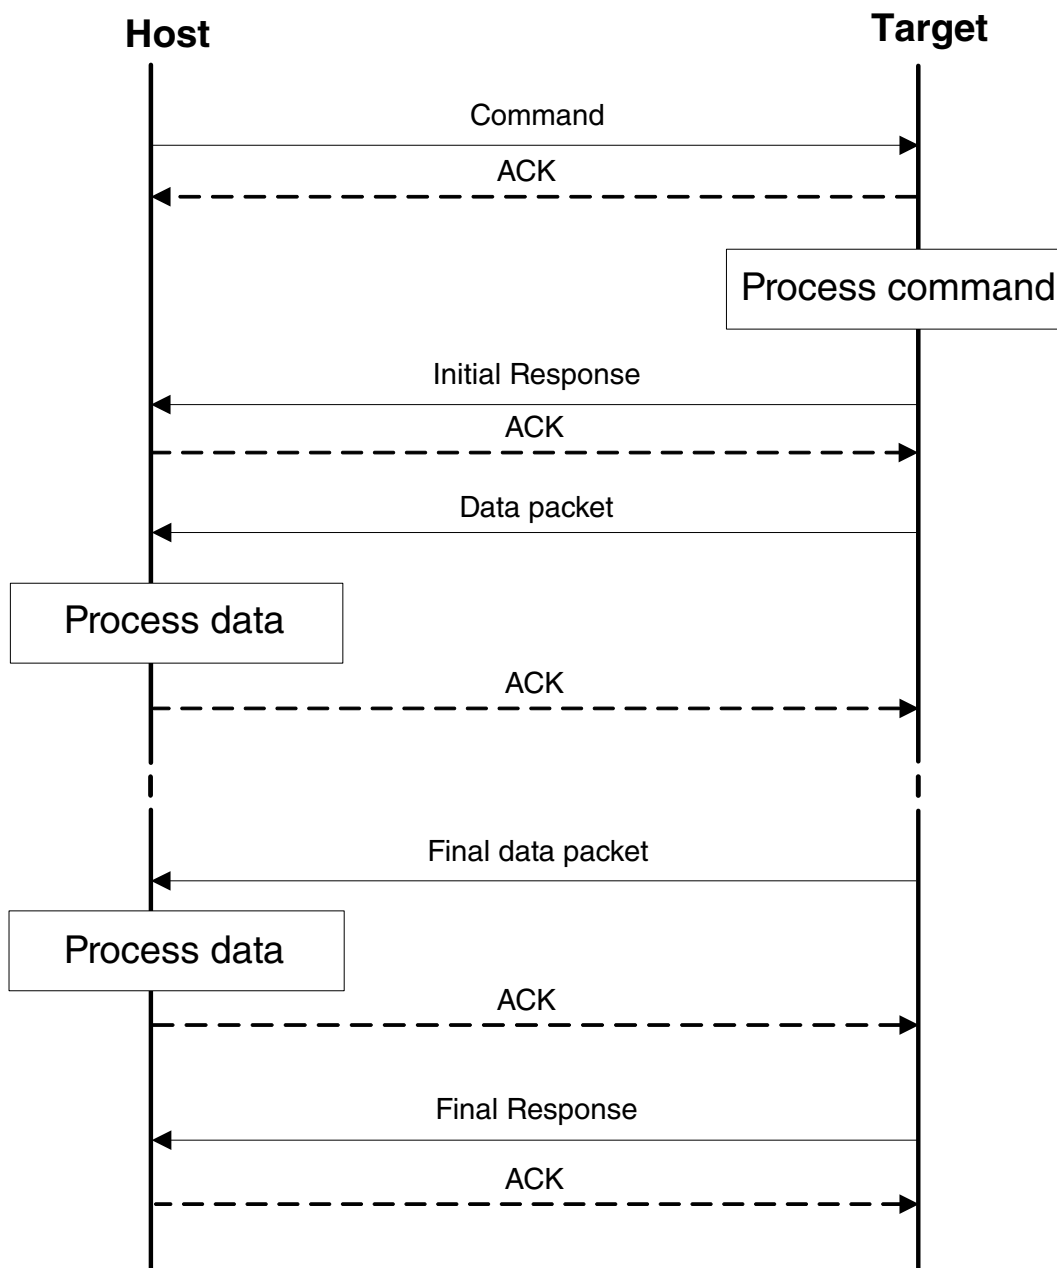 Host
Target
Command
ACK
Process command
Initial Response
ACK
Data packet
Process data
ACK
Final data packet
Process data
ACK
Final Response
ACK